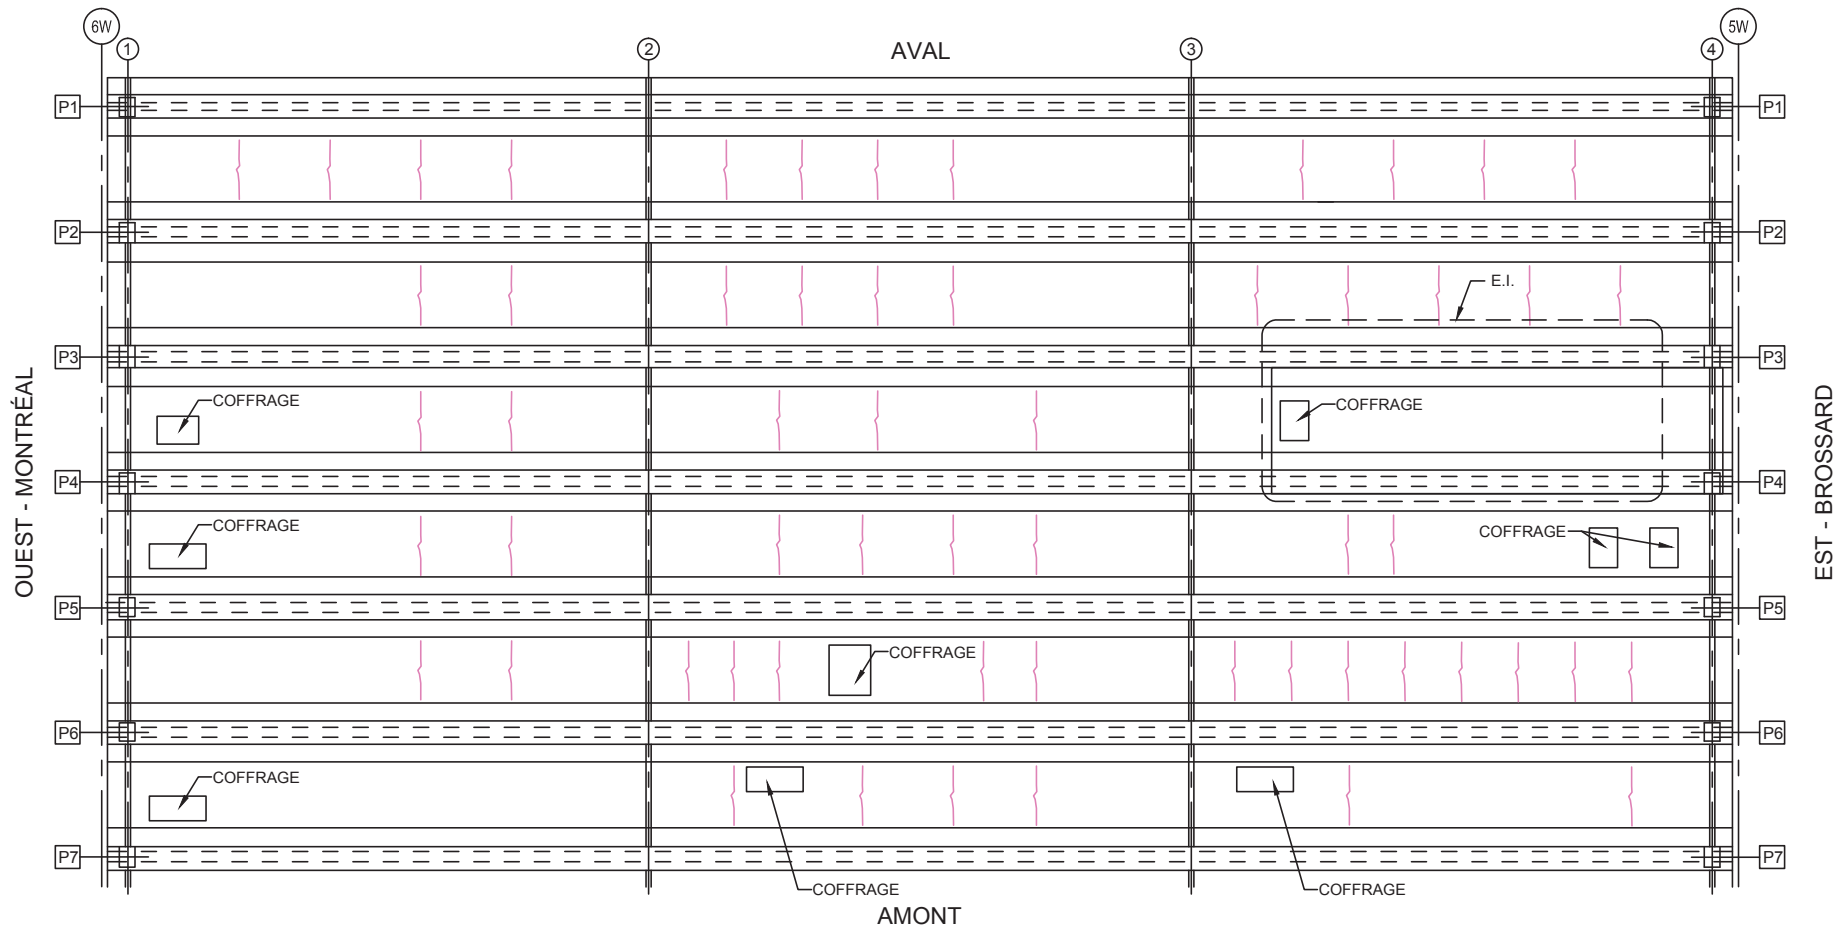 6W
5W
1
2
3
4
AVAL
P1
P1
P2
P2
E.I.
P3
P3
OUEST - MONTRÉAL
EST - BROSSARD
COFFRAGE
COFFRAGE
P4
P4
COFFRAGE
COFFRAGE
P5
P5
COFFRAGE
P6
P6
COFFRAGE
P7
P7
COFFRAGE
COFFRAGE
AMONT